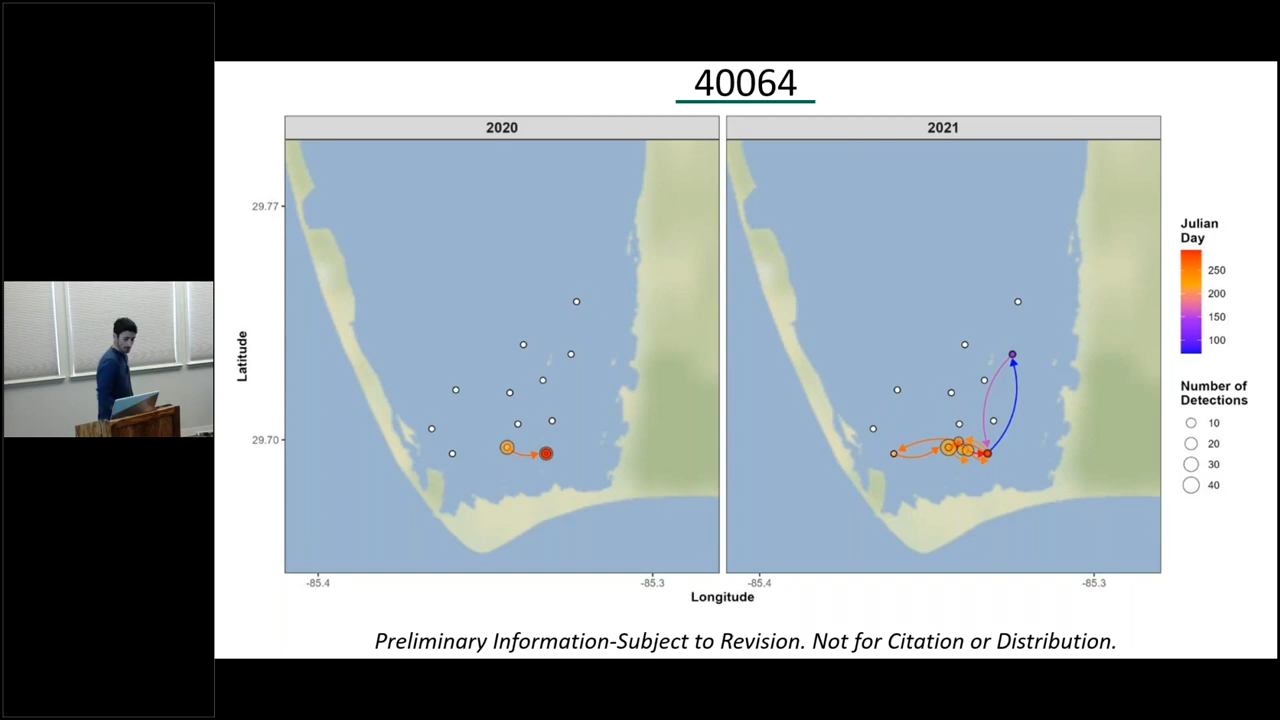 40064
2020
2021
29.77
29.70
Latitude
-85.4
-85.3
-85.4
-85.3
Longitude
Julian
Day
250
200
150
100
Number of
Detections
10
20
30
40
Preliminary Information-Subject to Revision. Not for Citation or Distribution.